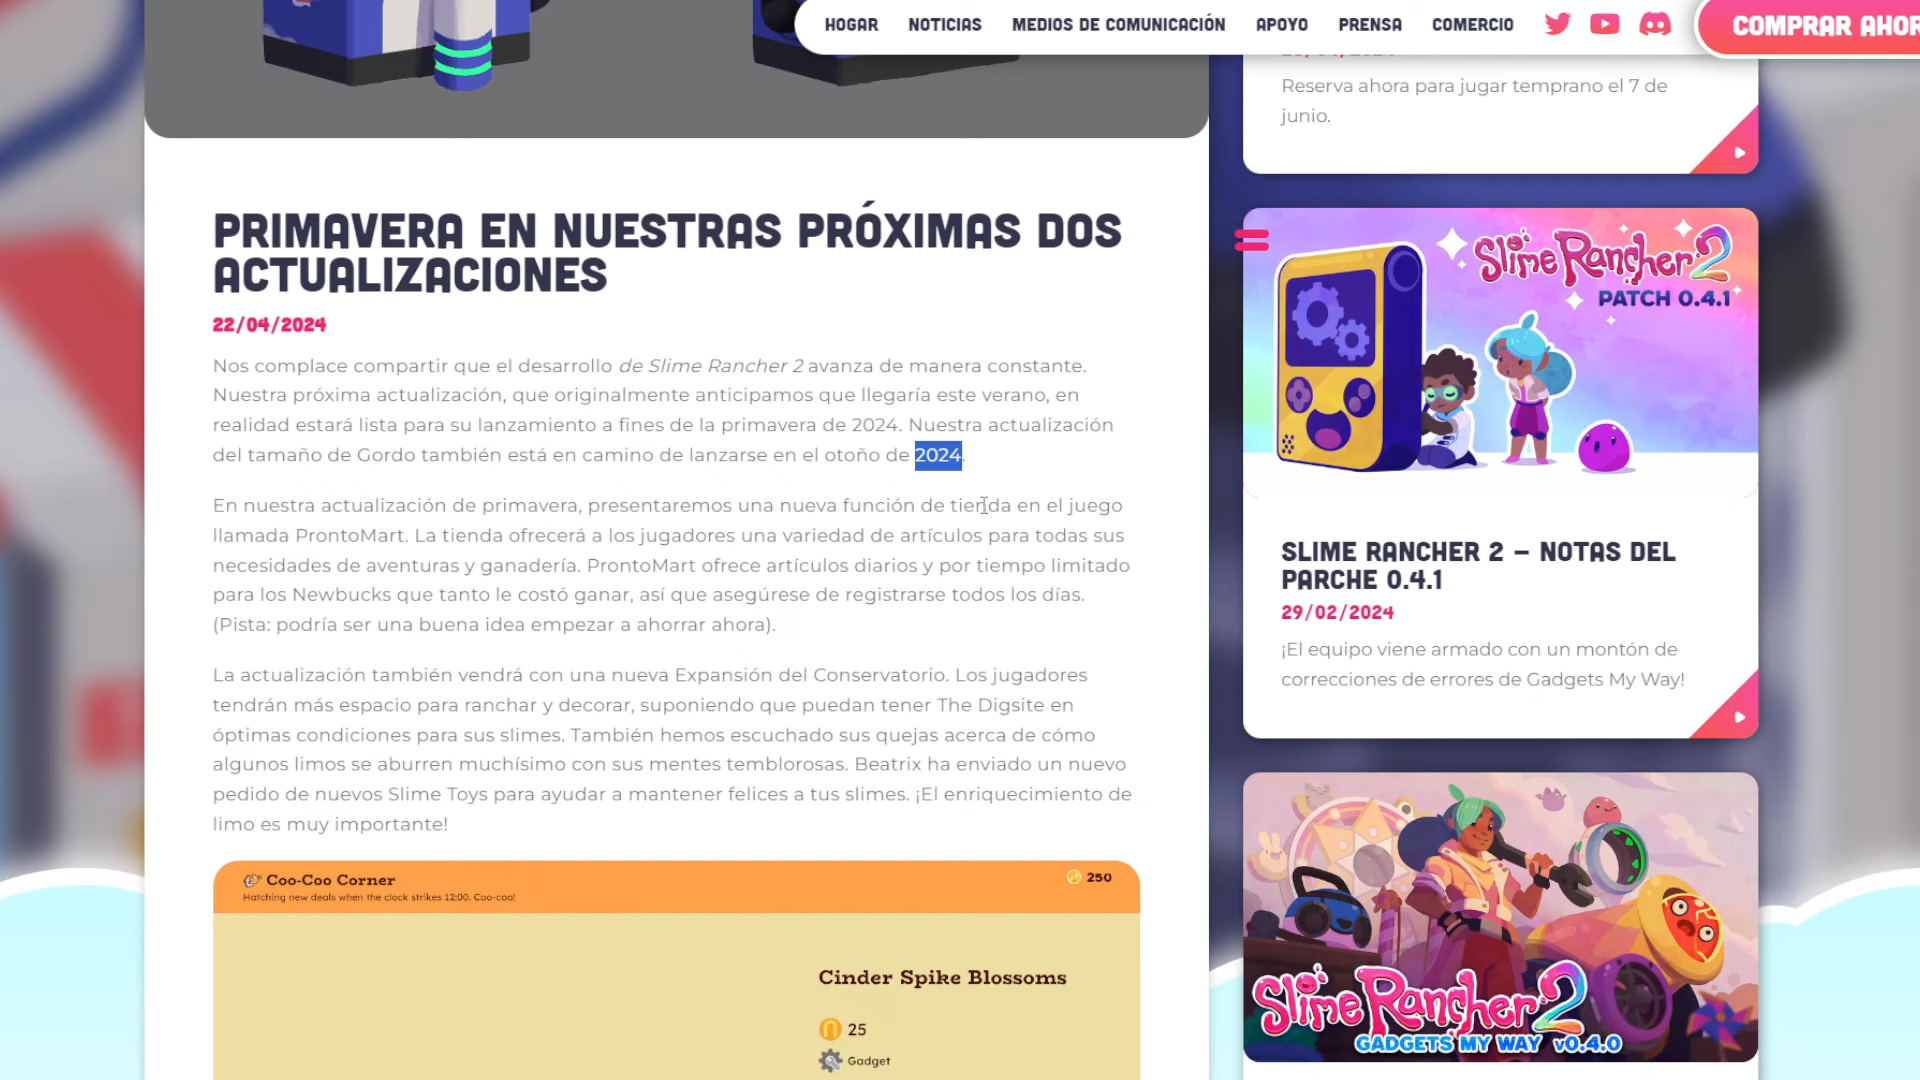 HOGAR NOTICIAS MEDIOS DE COMUNICACIÓN APOYO PRENSA COMERCIO
COMPRAR AHOR
PRIMAVERA EN NUESTRAS PRÓXIMAS DOS
ACTUALIZACIONES
22/04/2024
Nos complace compartir que el desarrollo de Slime Rancher 2 avanza de manera constante.
Nuestra próxima actualización, que originalmente anticipamos que llegaría este verano, en
realidad estará lista para su lanzamiento a fines de la primavera de 2024. Nuestra actualización
del tamaño de Gordo también está en camino de lanzarse en el otoño de 2024.
En nuestra actualización de primavera, presentaremos una nueva función de tienda en el juego
llamada ProntoMart. La tienda ofrecerá a los jugadores una variedad de artículos para todas sus
necesidades de aventuras y ganadería. ProntoMart ofrece artículos diarios y por tiempo limitado
para los Newbucks que tanto le costó ganar, así que asegúrese de registrarse todos los días.
(Pista: podría ser una buena idea empezar a ahorrar ahora).
La actualización también vendrá con una nueva Expansión del Conservatorio. Los jugadores
tendrán más espacio para ranchar y decorar, suponiendo que puedan tener The Digsite en
óptimas condiciones para sus slimes. También hemos escuchado sus quejas acerca de cómo
algunos limos se aburren muchísimo con sus mentes temblorosas. Beatrix ha enviado un nuevo
pedido de nuevos Slime Toys para ayudar a mantener felices a tus slimes. ¡El enriquecimiento de
limo es muy importante!
Coo-Coo Corner
Hatching new deals when the clock strikes 12:00. Coo-coo!
250
Cinder Spike Blossoms
25
Gadget
Reserva ahora para jugar temprano el 7 de
junio.
Slime Rancher 2
PATCH 0.4.1
SLIME RANCHER 2 – NOTAS DEL
PARCHE 0.4.1
29/02/2024
¡El equipo viene armado con un montón de
correcciones de errores de Gadgets My Way!
Slime Rancher 2
GADGETS MY WAY v0.4.0